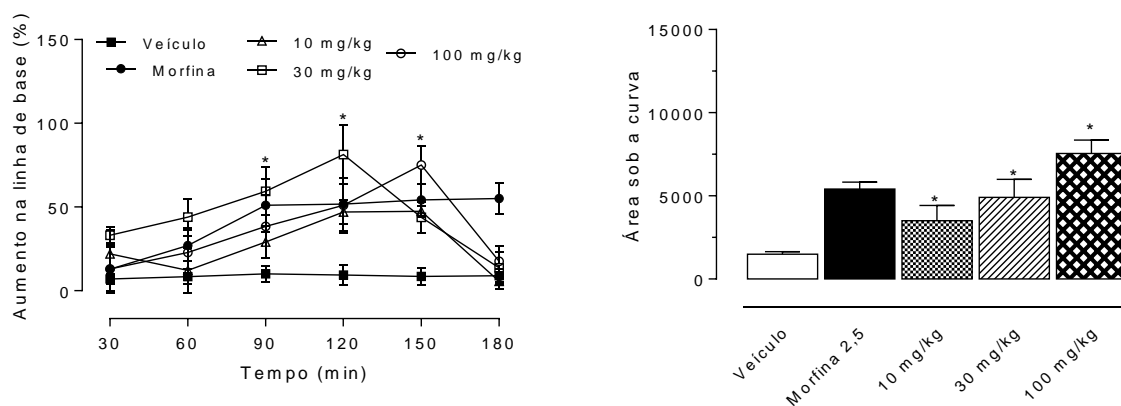 Aumento na linha de base (%)
150
100
50
0
Veículo
Morfina
10 mg/kg
30 mg/kg
100 mg/kg
*
*
*
30 60 90 120 150 180
Tempo (min)
Área sob a curva
15000
10000
5000
0
*
*
*
Veículo
Morfina 2,5
10 mg/kg
30 mg/kg
100 mg/kg